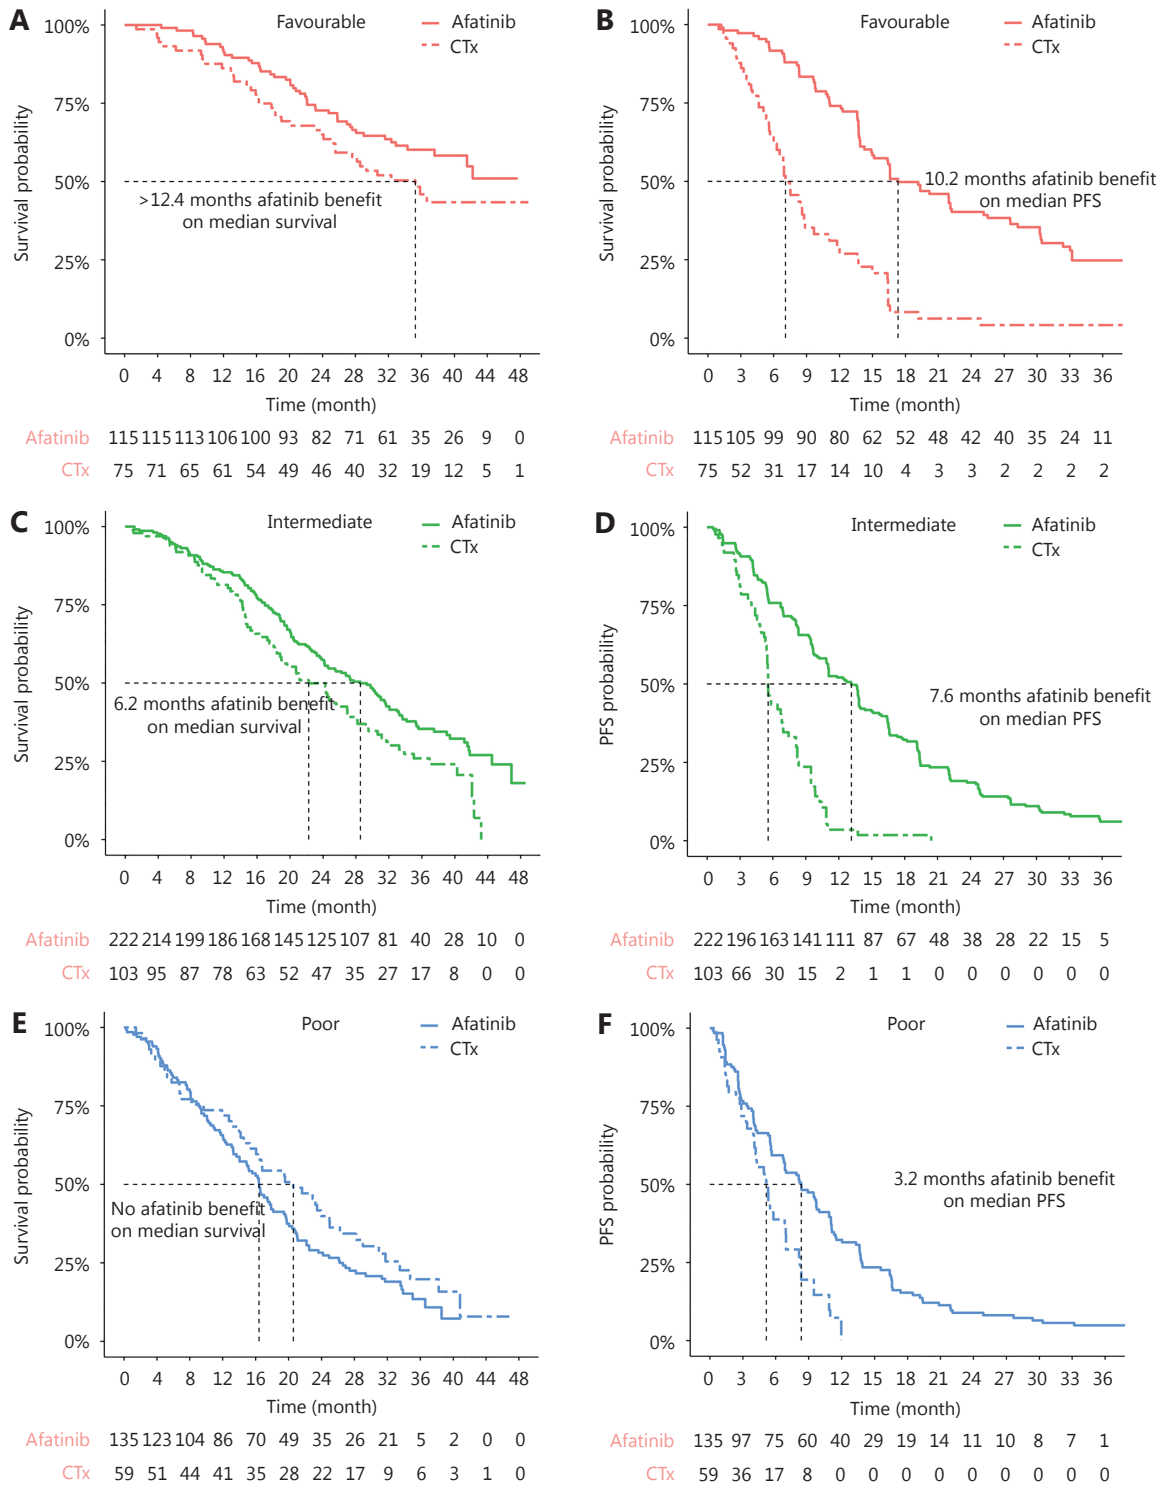 A
Favourable
Afatinib
CTx
Survival probability
100%
75%
50%
25%
0%
>12.4 months afatinib benefit
on median survival
0 4 8 12 16 20 24 28 32 36 40 44 48
Time (month)
Afatinib 115 115 113 106 100 93 82 71 61 35 26 9 0
CTx 75 71 65 61 54 49 46 40 32 19 12 5 1
B
Favourable
Afatinib
CTx
Survival probability
100%
75%
50%
25%
0%
10.2 months afatinib benefit
on median PFS
0 3 6 9 12 15 18 21 24 27 30 33 36
Time (month)
Afatinib 115 105 99 90 80 62 52 48 42 40 35 24 11
CTx 75 52 31 17 14 10 4 3 3 2 2 2 2
C
Intermediate
Afatinib
CTx
Survival probability
100%
75%
50%
25%
0%
6.2 months afatinib benefit
on median survival
0 4 8 12 16 20 24 28 32 36 40 44 48
Time (month)
Afatinib 222 214 199 186 168 145 125 107 81 40 28 10 0
CTx 103 95 87 78 63 52 47 35 27 17 8 0 0
D
Intermediate
Afatinib
CTx
PFS probability
100%
75%
50%
25%
0%
7.6 months afatinib benefit
on median PFS
0 3 6 9 12 15 18 21 24 27 30 33 36
Time (month)
Afatinib 222 196 163 141 111 87 67 48 38 28 22 15 5
CTx 103 66 30 15 2 1 1 0 0 0 0 0 0
E
Poor
Afatinib
CTx
Survival probability
100%
75%
50%
25%
0%
No afatinib benefit
on median survival
0 4 8 12 16 20 24 28 32 36 40 44 48
Time (month)
Afatinib 135 123 104 86 70 49 35 26 21 5 2 0 0
CTx 59 51 44 41 35 28 22 17 9 6 3 1 0
F
Poor
Afatinib
CTx
PFS probability
100%
75%
50%
25%
0%
3.2 months afatinib benefit
on median PFS
0 3 6 9 12 15 18 21 24 27 30 33 36
Time (month)
Afatinib 135 97 75 60 40 29 19 14 11 10 8 7 1
CTx 59 36 17 8 0 0 0 0 0 0 0 0 0